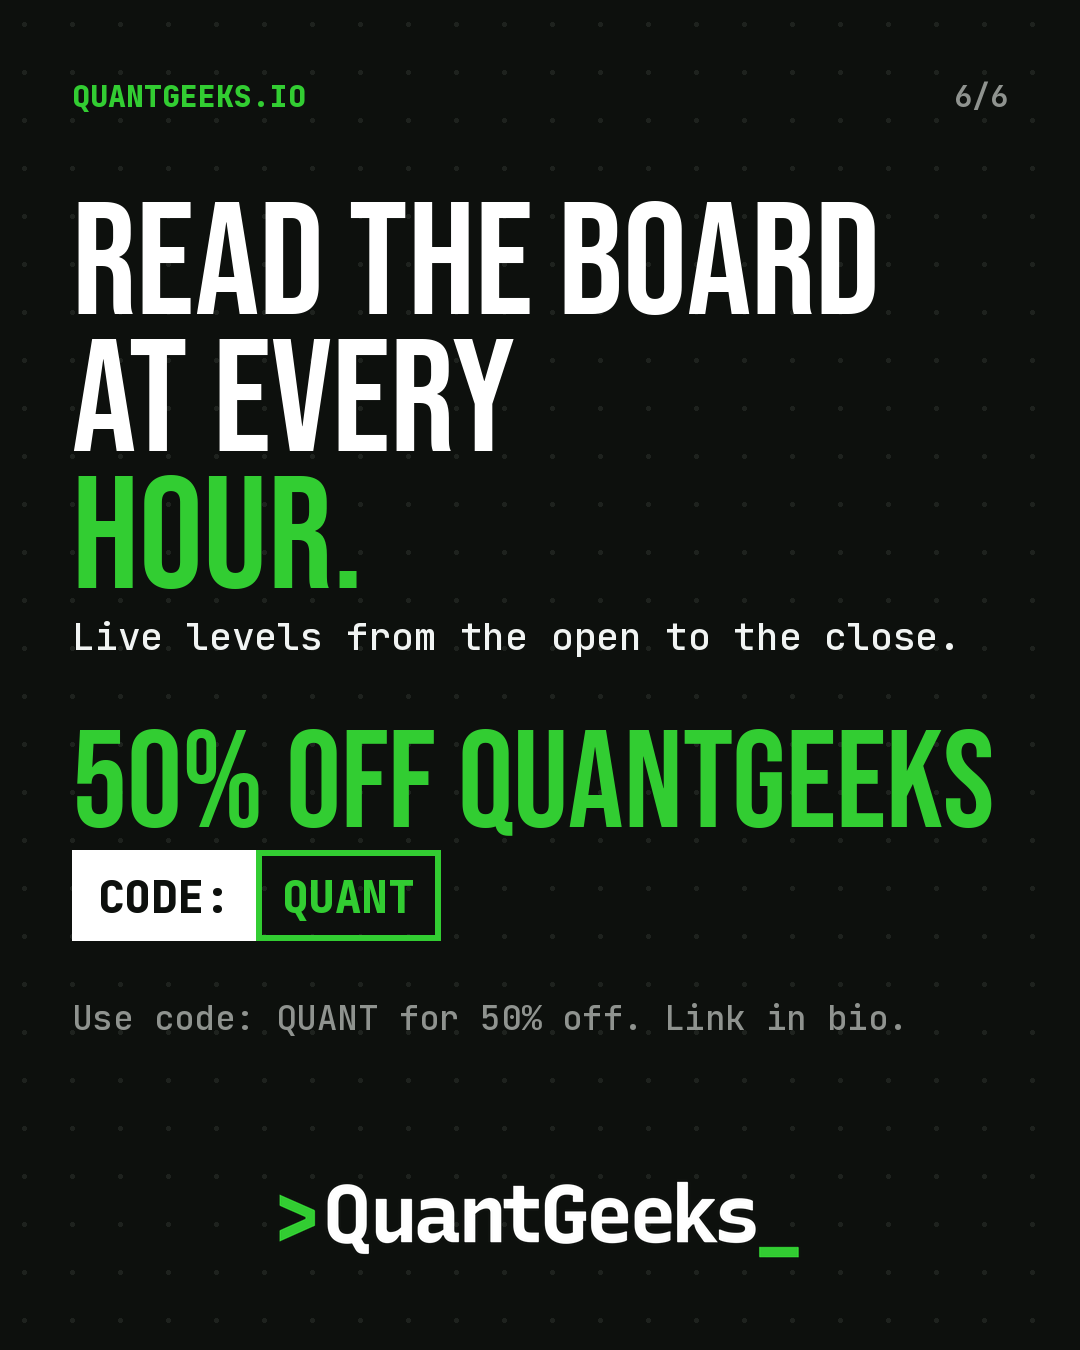 QUANTGEEKS.IO
6/6
READ THE BOARD
AT EVERY
HOUR.
Live levels from the open to the close.
50% OFF QUANTGEEKS
CODE: QUANT
Use code: QUANT for 50% off. Link in bio.
>QuantGeeks_